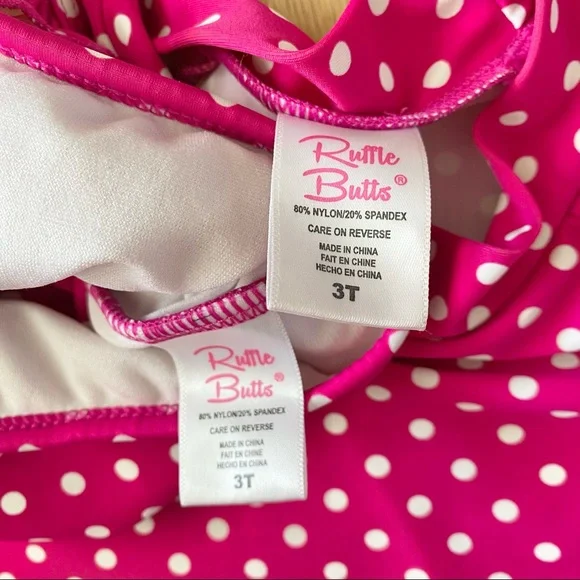 Ruffle
Butts®
80% NYLON/20% SPANDEX
CARE ON REVERSE
MADE IN CHINA
FAIT EN CHINE
HECHO EN CHINA
3T
Ruffle
Butts®
80% NYLON/20% SPANDEX
CARE ON REVERSE
MADE IN CHINA
FAIT EN CHINE
HECHO EN CHINA
3T